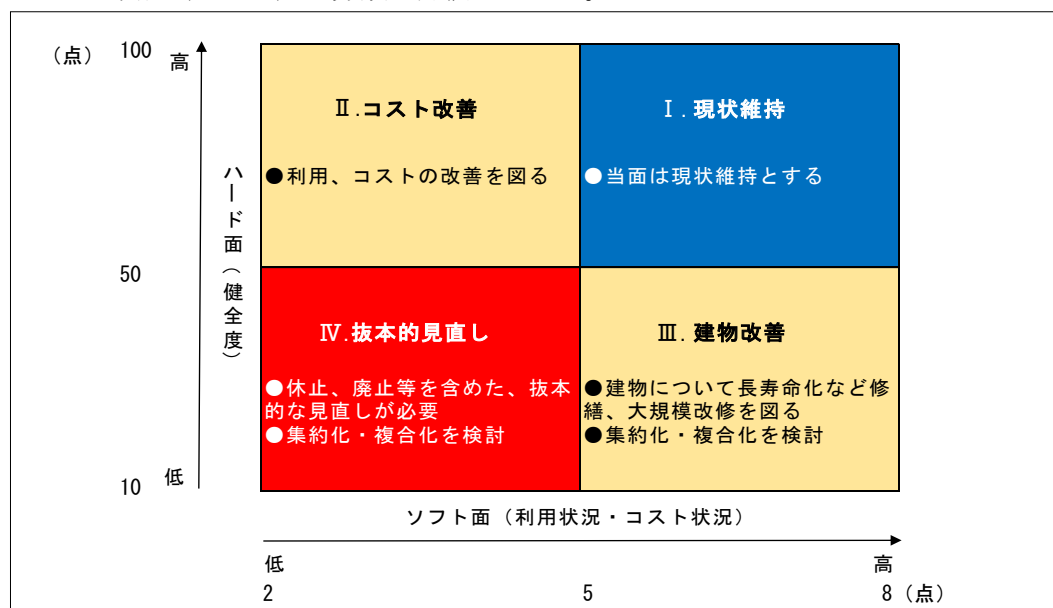 (点)
100
高
Ⅱ.コスト改善
●利用、コストの改善を図る
Ⅰ. 現状維持
●当面は現状維持とする
ハード面(健全度)
50
Ⅳ.抜本的見直し
●休止、廃止等を含めた、抜本
的な見直しが必要
●集約化・複合化を検討
Ⅲ. 建物改善
●建物について長寿命化など修
繕、大規模改修を図る
●集約化・複合化を検討
低
10
ソフト面(利用状況・コスト状況)
低
高
2
5
8(点)